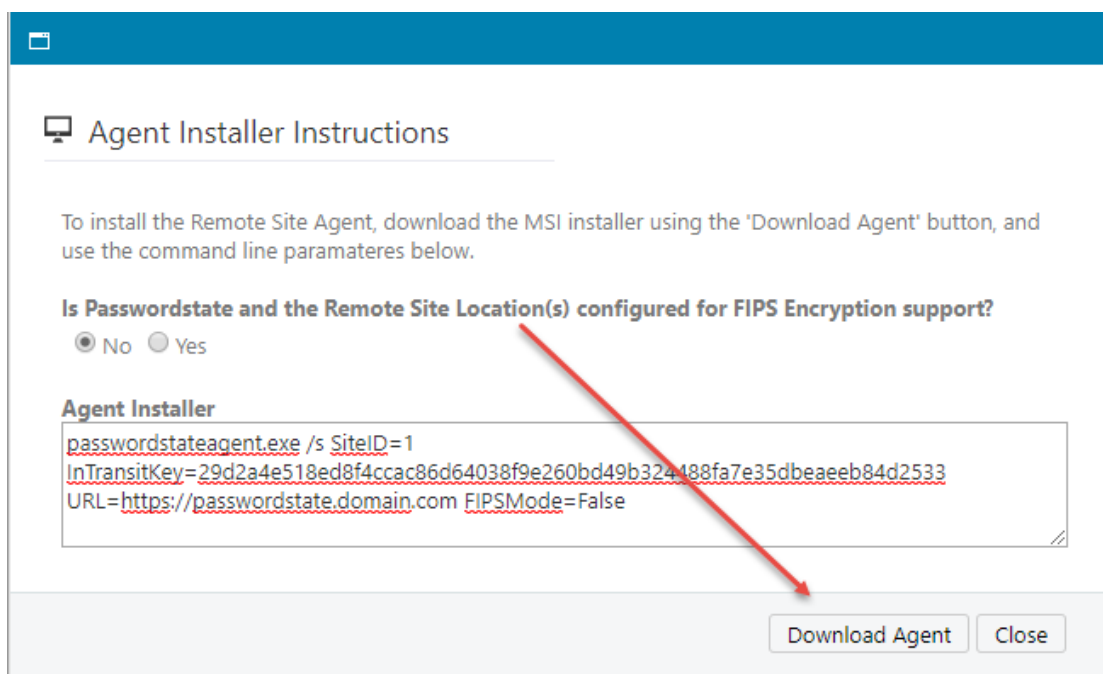 Agent Installer Instructions
To install the Remote Site Agent, download the MSI installer using the 'Download Agent' button, and
use the command line paramateres below.
Is Passwordstate and the Remote Site Location(s) configured for FIPS Encryption support?
No Yes
Agent Installer
passwordstateagent.exe /s SiteID=1
InTransitKey=29d2a4e518ed8f4ccac86d64038f9e260bd49b324488fa7e35dbeaeeb84d2533
URL=https://passwordstate.domain.com FIPSMode=False
Download Agent Close